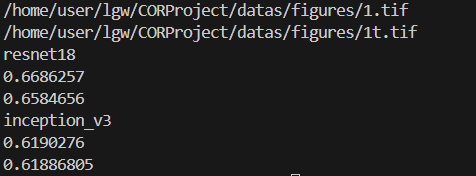 /home/user/lgw/CORProject/datas/figures/1.tif
/home/user/lgw/CORProject/datas/figures/1t.tif
resnet18
0.6686257
0.6584656
inception_v3
0.6190276
0.61886805